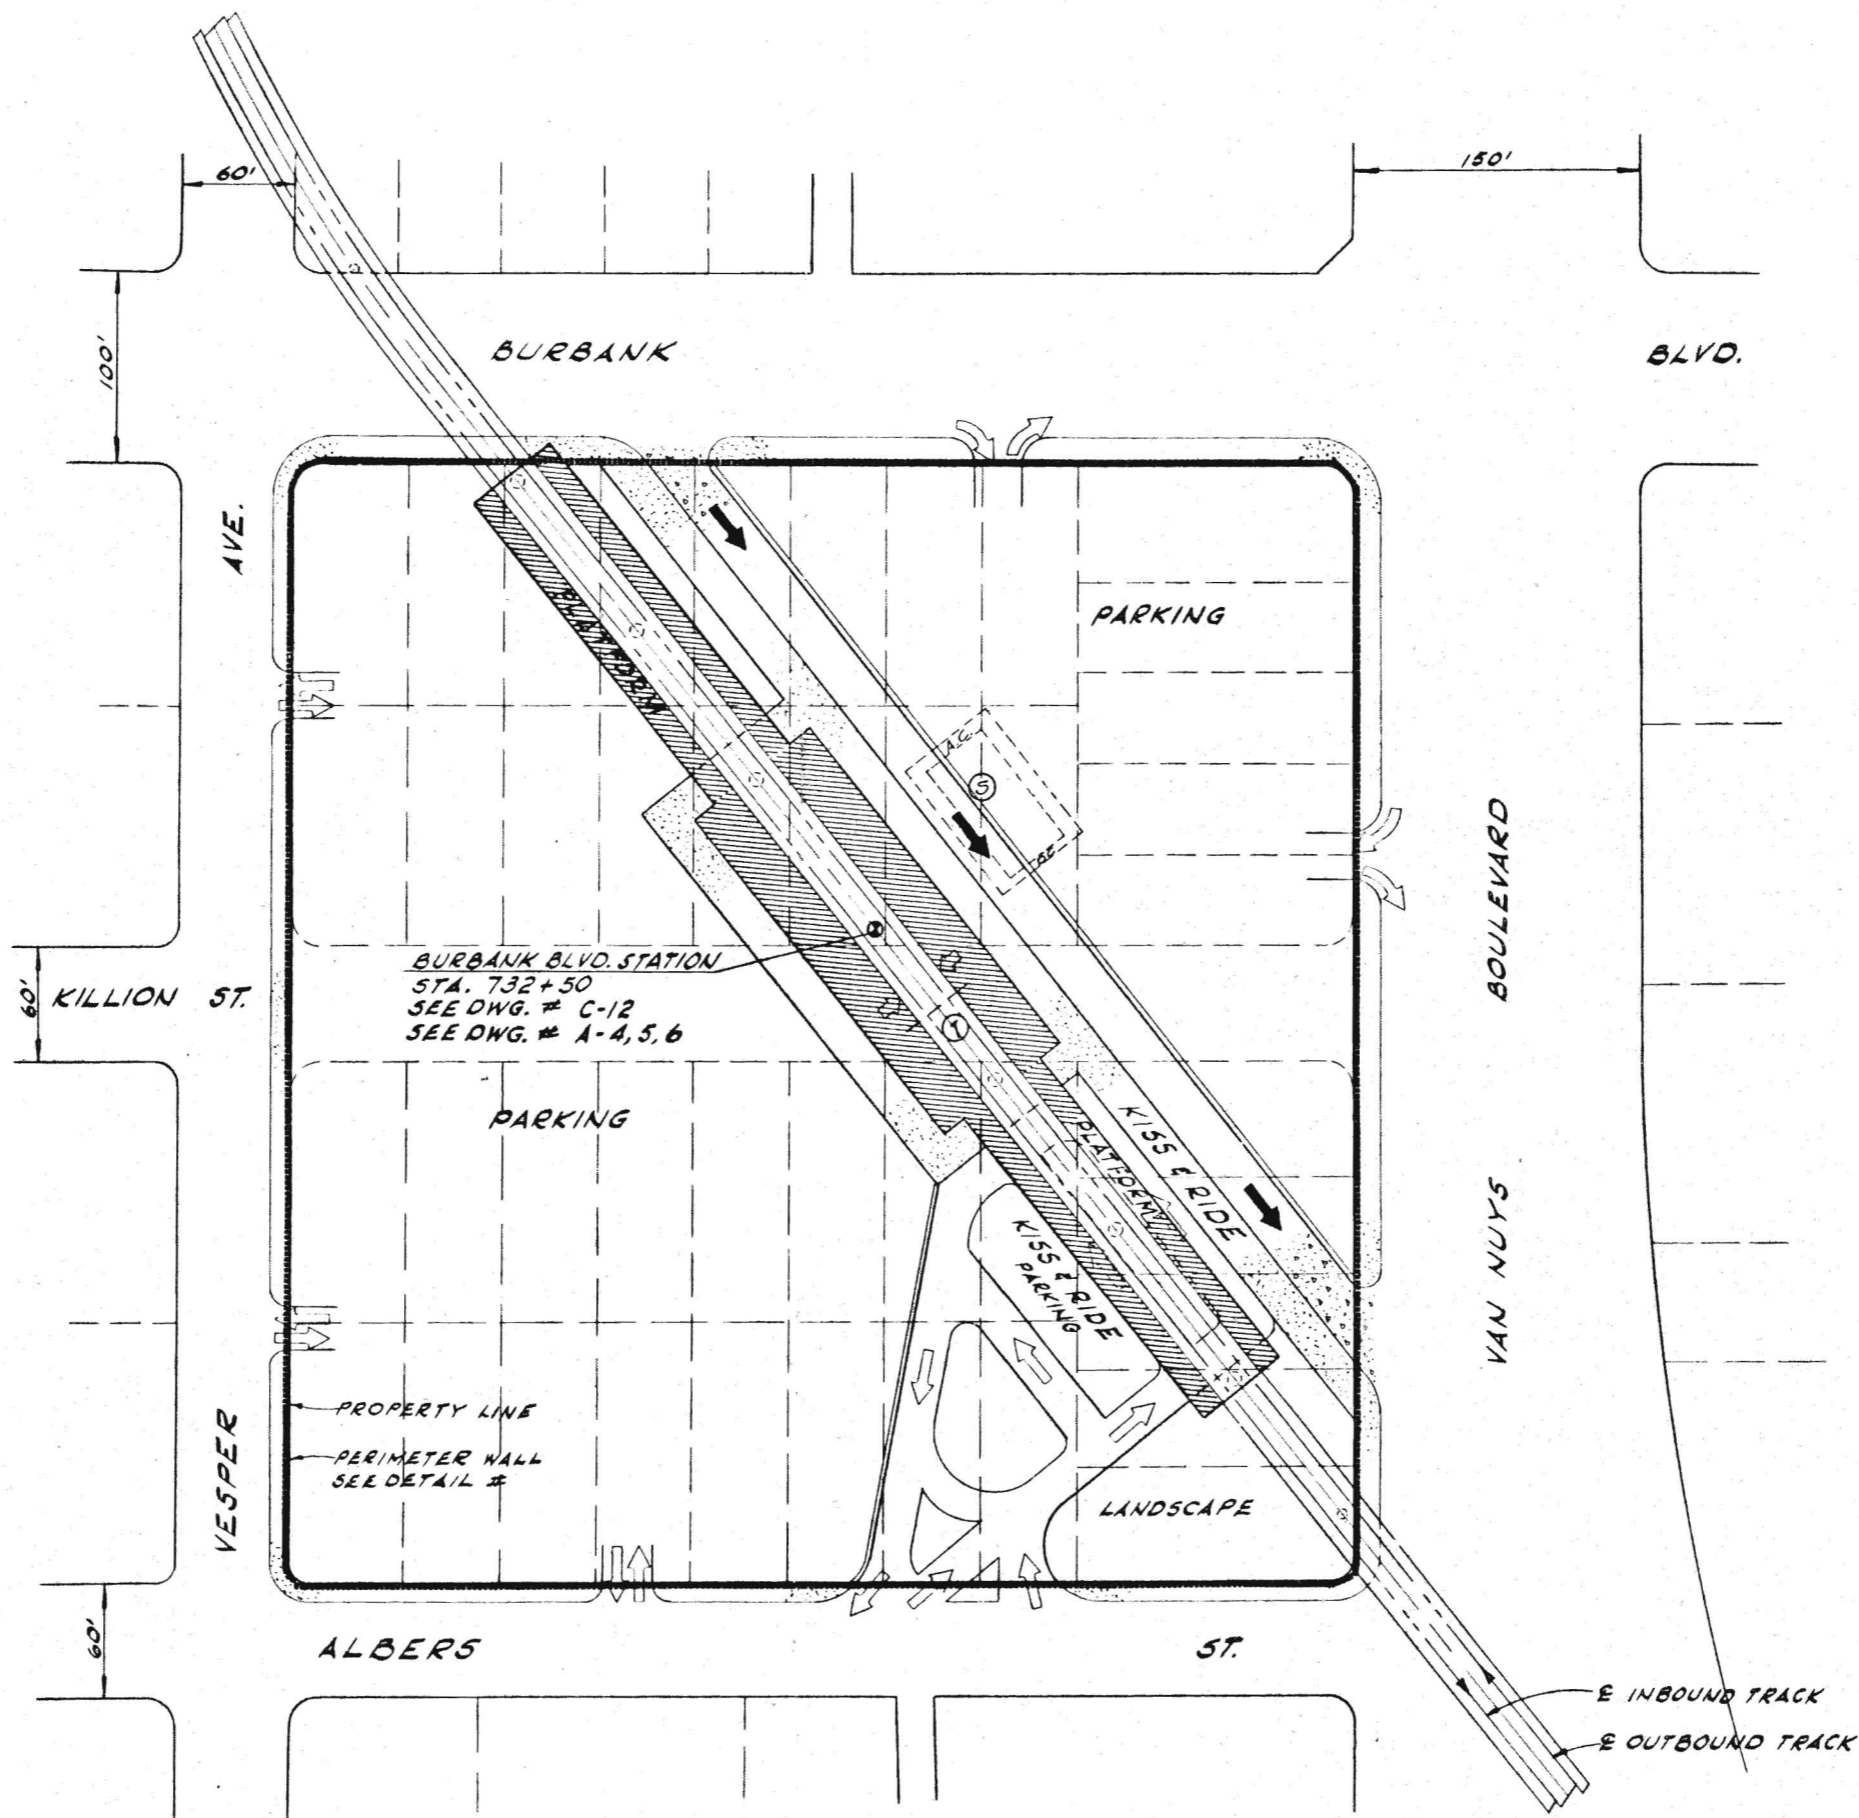 60'
150'
100'
BURBANK
BLVD.
AVE.
PARKING
PLATFORM
A.C.
5
BOULEVARD
BURBANK BLVD. STATION
STA. 732+50
SEE DWG. # C-12
SEE DWG. # A-4, 5, 6
60'
KILLION ST.
PARKING
KISS & RIDE
PLATFORM
KISS & RIDE
PARKING
VAN NUYS
PROPERTY LINE
PERIMETER WALL
SEE DETAIL #
VESPER
LANDSCAPE
60'
ALBERS
ST.
℄ INBOUND TRACK
℄ OUTBOUND TRACK